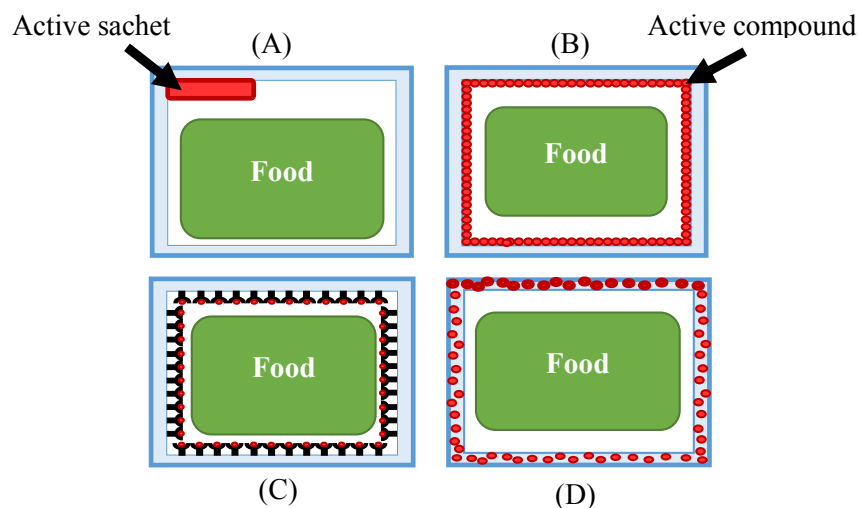 Active sachet
(A)
(B)
Active compound
Food
Food
Food
Food
(C)
(D)